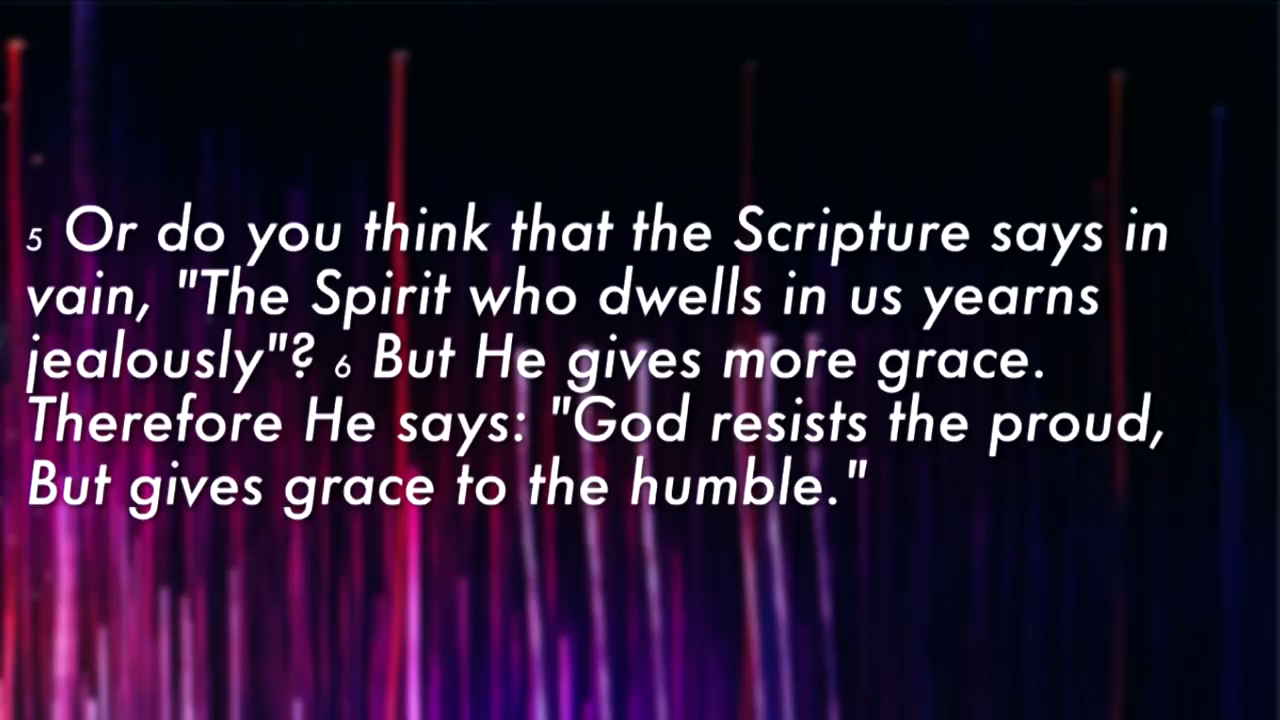 5 Or do you think that the Scripture says in
vain, "The Spirit who dwells in us yearns
jealously"? 6 But He gives more grace.
Therefore He says: "God resists the proud,
But gives grace to the humble."